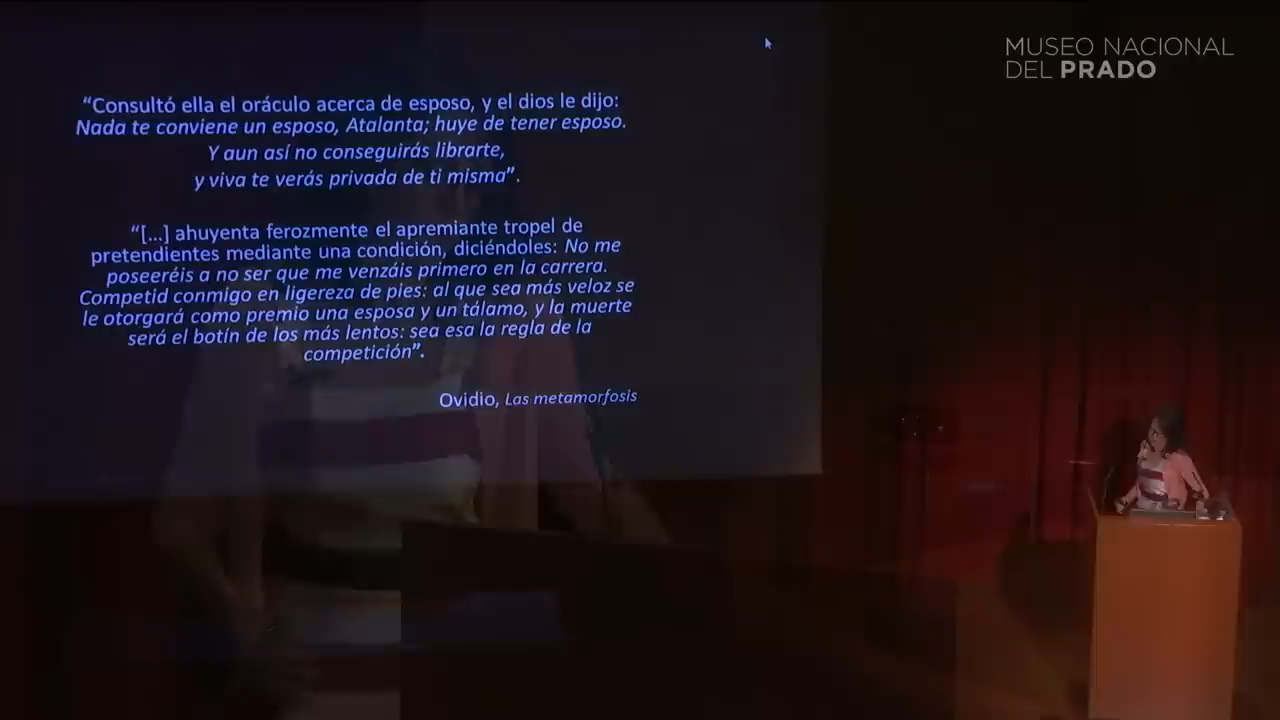 MUSEO NACIONAL
DEL PRADO
“Consultó ella el oráculo acerca de esposo, y el dios le dijo:
Nada te conviene un esposo, Atalanta; huye de tener esposo.
Y aun así no conseguirás librarte,
y viva te verás privada de ti misma”.
“[...] ahuyenta ferozmente el apremiante tropel de
pretendientes mediante una condición, diciéndoles: No me
poseeréis a no ser que me venzáis primero en la carrera.
Competid conmigo en ligereza de pies: al que sea más veloz se
le otorgará como premio una esposa y un tálamo, y la muerte
será el botín de los más lentos: sea esa la regla de la
competición”.
Ovidio, Las metamorfosis